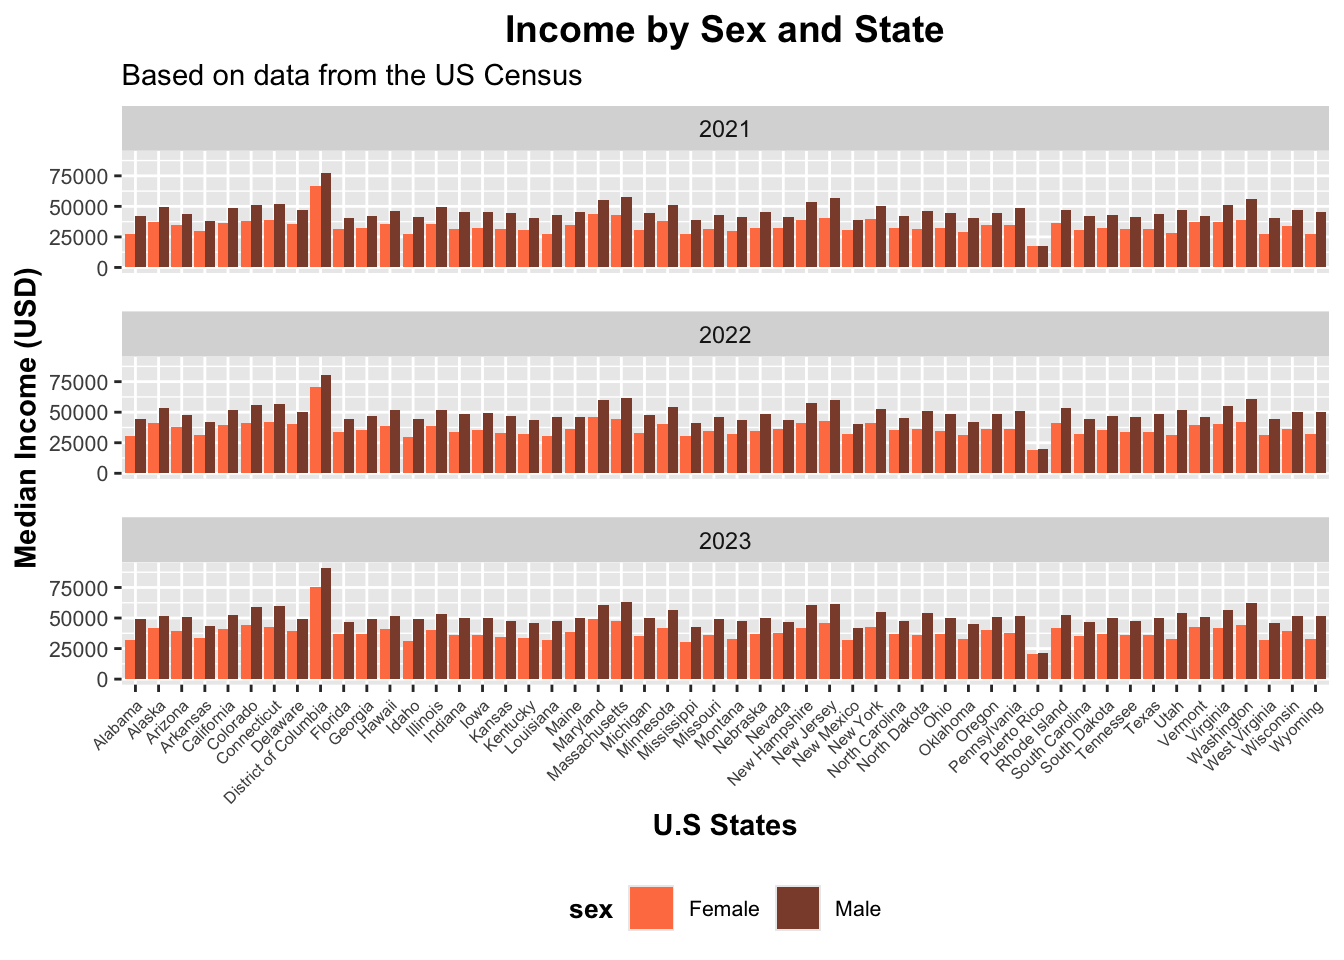 Income by Sex and State
Based on data from the US Census
2021
75000
50000
25000
0
2022
75000
50000
25000
0
2023
75000
50000
25000
0
Median Income (USD)
Alabama
Alaska
Arizona
Arkansas
California
Colorado
Connecticut
Delaware
District of Columbia
Florida
Georgia
Hawaii
Idaho
Illinois
Indiana
Iowa
Kansas
Kentucky
Louisiana
Maine
Maryland
Massachusetts
Michigan
Minnesota
Mississippi
Missouri
Montana
Nebraska
Nevada
New Hampshire
New Jersey
New Mexico
New York
North Carolina
North Dakota
Ohio
Oklahoma
Oregon
Pennsylvania
Puerto Rico
Rhode Island
South Carolina
South Dakota
Tennessee
Texas
Utah
Vermont
Virginia
Washington
West Virginia
Wisconsin
Wyoming
U.S States
sex Female Male